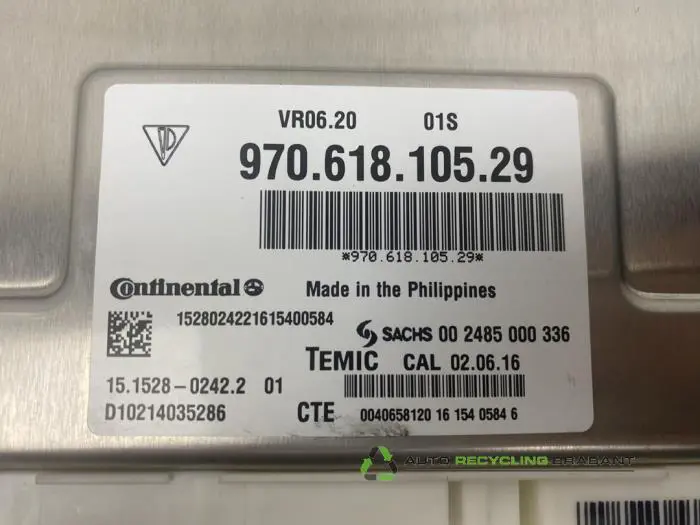 VR06.20 01S
970.618.105.29
*970.618.105.29*
Continental Made in the Philippines
1528024221615400584
SACHS 00 2485 000 336
TEMIC CAL 02.06.16
15.1528-0242.2 01
D10214035286 CTE 0040658120 16 154 0584 6
AUTO RECYCLING BRABANT